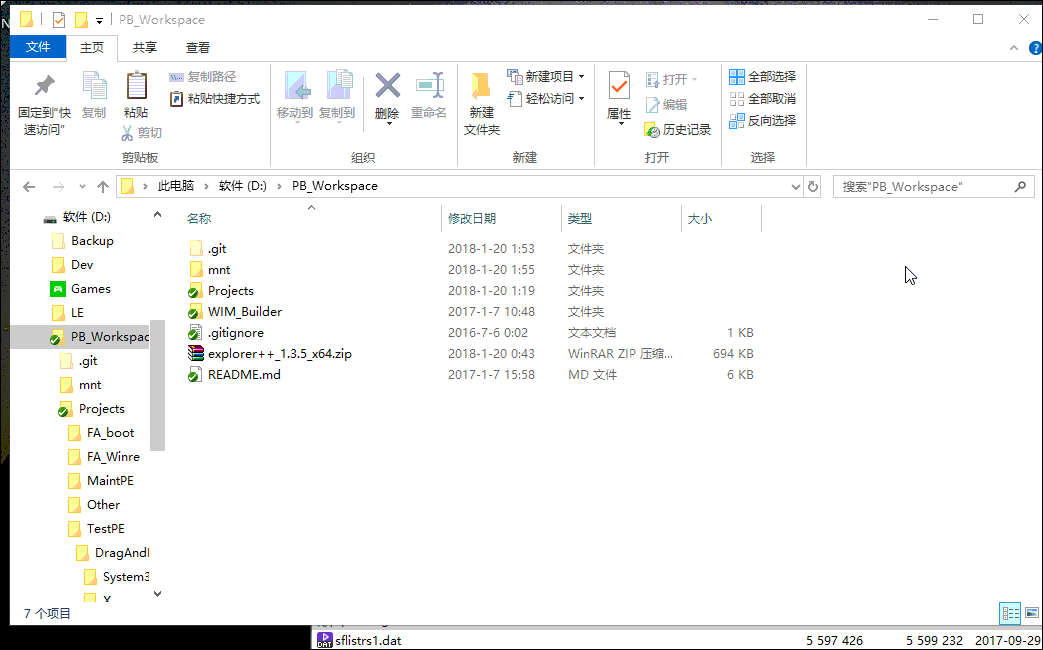 PB_Workspace
文件 主页 共享 查看
固定到"快速访问"
复制
粘贴
复制路径
粘贴快捷方式
剪切
剪贴板
移动到 复制到 删除 重命名
组织
新建
文件夹
新建项目
轻松访问
新建
属性
打开
编辑
历史记录
打开
全部选择
全部取消
反向选择
选择
此电脑 > 软件 (D:) > PB_Workspace
搜索"PB_Workspace"
软件 (D:)
Backup
Dev
Games
LE
PB_Workspac
.git
mnt
Projects
FA_boot
FA_Winre
MaintPE
Other
TestPE
DragAndI
System3
X
名称 修改日期 类型 大小
.git 2018-1-20 1:53 文件夹
mnt 2018-1-20 1:55 文件夹
Projects 2018-1-20 1:19 文件夹
WIM_Builder 2017-1-7 10:48 文件夹
.gitignore 2016-7-6 0:02 文本文档 1 KB
explorer++_1.3.5_x64.zip 2018-1-20 0:43 WinRAR ZIP 压缩... 694 KB
README.md 2017-1-7 15:58 MD 文件 6 KB
7 个项目
sflistrs1.dat 5 597 426 5 599 232 2017-09-29